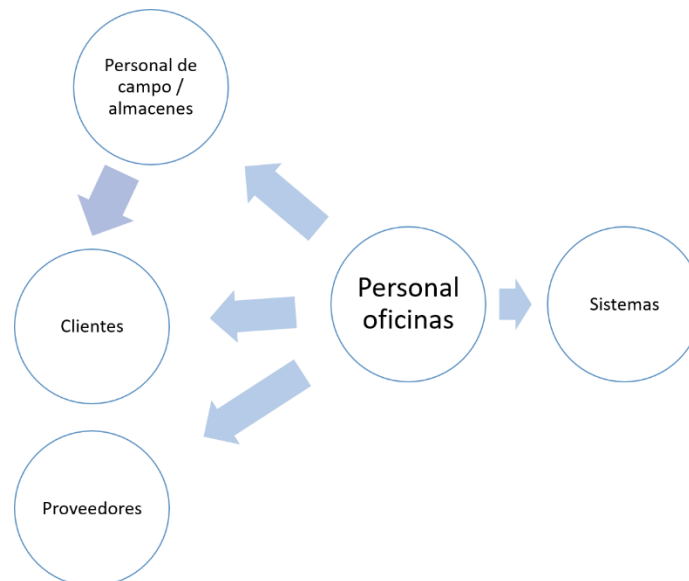 Personal de
campo /
almacenes
Clientes
Personal
oficinas
Sistemas
Proveedores